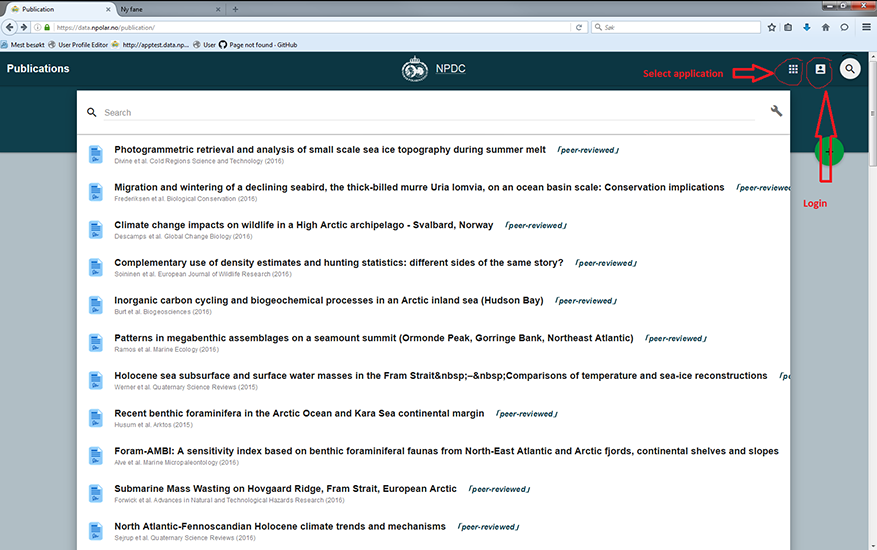 Publication
Ny fane
https://data.npolar.no/publication/
Søk
Mest besøkt
User Profile Editor
http://apptest.data.np...
User
Page not found · GitHub
Publications
NPDC
Select application
Search
Login
Photogrammetric retrieval and analysis of small scale sea ice topography during summer melt「peer-reviewed」
Divine et al. Cold Regions Science and Technology (2016)
Migration and wintering of a declining seabird, the thick-billed murre Uria lomvia, on an ocean basin scale: Conservation implications「peer-reviewed
Frederiksen et al. Biological Conservation (2016)
Climate change impacts on wildlife in a High Arctic archipelago - Svalbard, Norway「peer-reviewed」
Descamps et al. Global Change Biology (2016)
Complementary use of density estimates and hunting statistics: different sides of the same story?「peer-reviewed」
Soininen et al. European Journal of Wildlife Research (2016)
Inorganic carbon cycling and biogeochemical processes in an Arctic inland sea (Hudson Bay)「peer-reviewed」
Burt et al. Biogeosciences (2016)
Patterns in megabenthic assemblages on a seamount summit (Ormonde Peak, Gorringe Bank, Northeast Atlantic)「peer-reviewed」
Ramos et al. Marine Ecology (2016)
Holocene sea subsurface and surface water masses in the Fram Strait&nbsp;–&nbsp;Comparisons of temperature and sea-ice reconstructions「pe
Werner et al. Quaternary Science Reviews (2015)
Recent benthic foraminifera in the Arctic Ocean and Kara Sea continental margin「peer-reviewed」
Husum et al. Arktos (2015)
Foram-AMBI: A sensitivity index based on benthic foraminiferal faunas from North-East Atlantic and Arctic fjords, continental shelves and slopes
Alve et al. Marine Micropaleontology (2016)
Submarine Mass Wasting on Hovgaard Ridge, Fram Strait, European Arctic「peer-reviewed」
Forwick et al. Advances in Natural and Technological Hazards Research (2016)
North Atlantic-Fennoscandian Holocene climate trends and mechanisms「peer-reviewed」
Sejrup et al. Quaternary Science Reviews (2016)